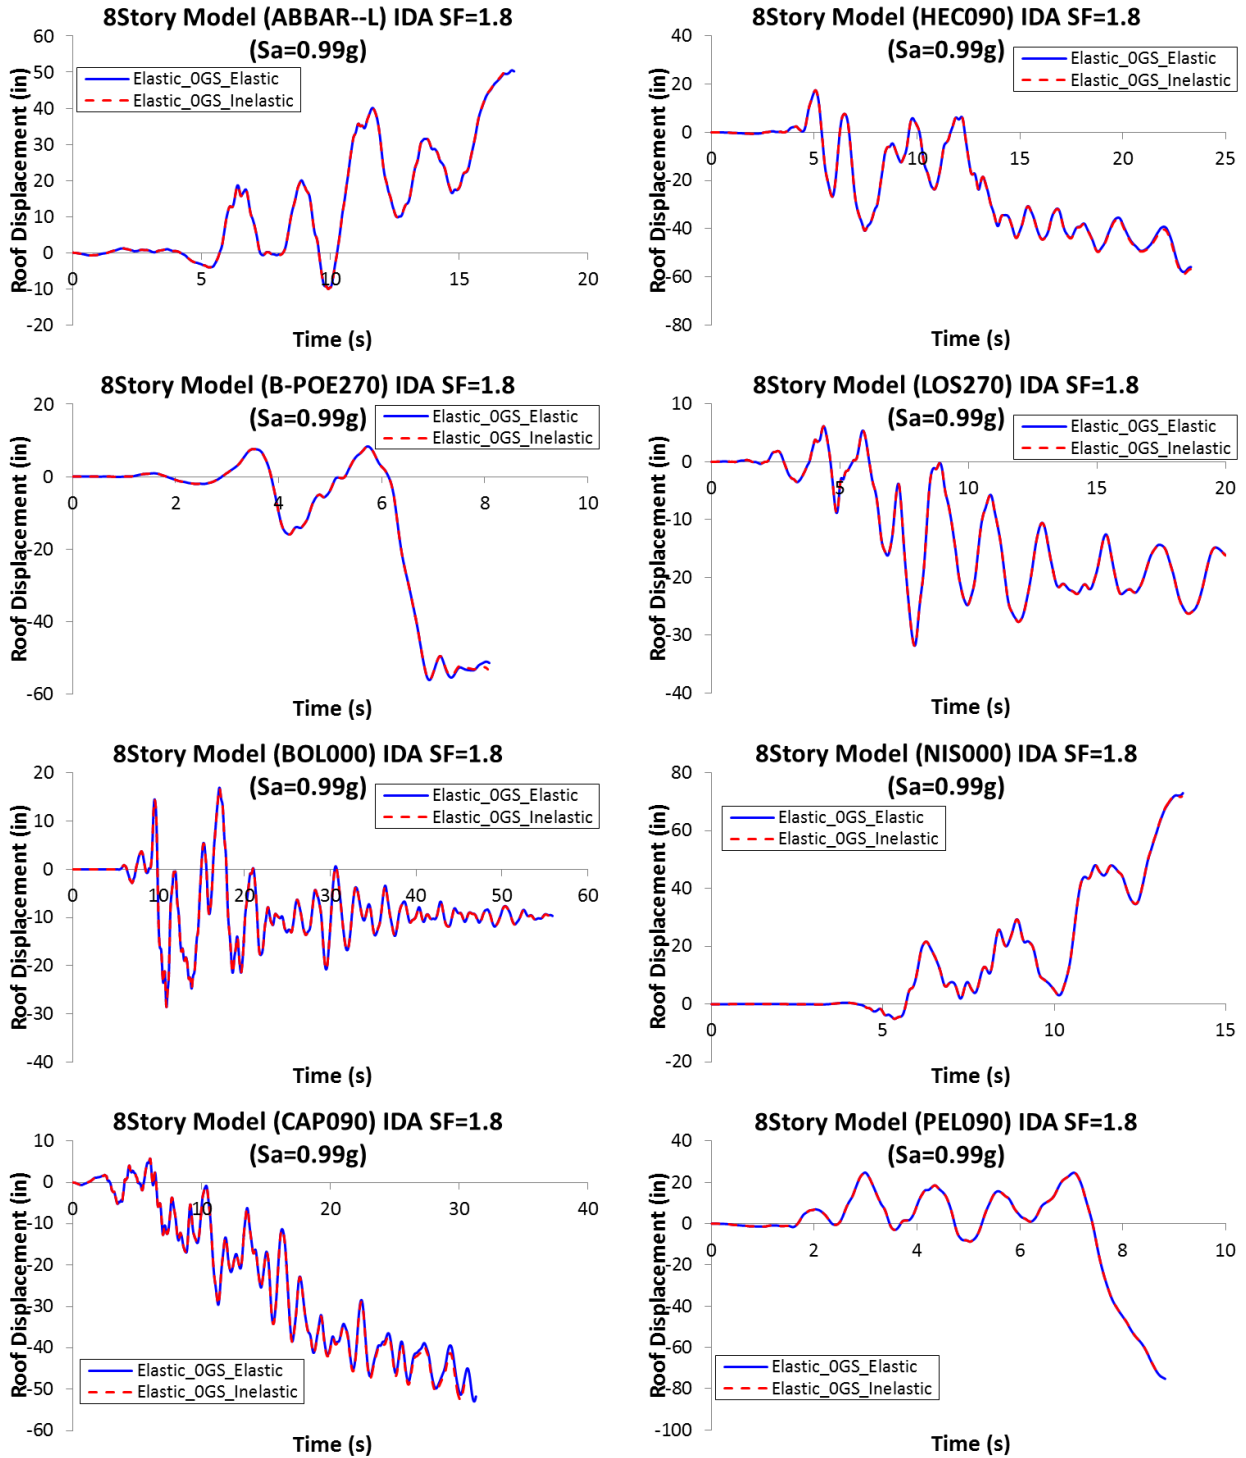 8Story Model (ABBAR--L) IDA SF=1.8
(Sa=0.99g)
Roof Displacement (in)
60
50
40
30
20
10
0
-10
-20
0
5
10
15
20
Elastic_0GS_Elastic
Elastic_0GS_Inelastic
Time (s)
8Story Model (HEC090) IDA SF=1.8
(Sa=0.99g)
Roof Displacement (in)
40
20
0
-20
-40
-60
-80
0
5
10
15
20
25
Elastic_0GS_Elastic
Elastic_0GS_Inelastic
Time (s)
8Story Model (B-POE270) IDA SF=1.8
(Sa=0.99g)
Roof Displacement (in)
20
0
-20
-40
-60
0
2
4
6
8
10
Elastic_0GS_Elastic
Elastic_0GS_Inelastic
Time (s)
8Story Model (LOS270) IDA SF=1.8
(Sa=0.99g)
Roof Displacement (in)
10
0
-10
-20
-30
-40
0
5
10
15
20
Elastic_0GS_Elastic
Elastic_0GS_Inelastic
Time (s)
8Story Model (BOL000) IDA SF=1.8
(Sa=0.99g)
Roof Displacement (in)
20
10
0
-10
-20
-30
-40
0
10
20
30
40
50
60
Elastic_0GS_Elastic
Elastic_0GS_Inelastic
Time (s)
8Story Model (NIS000) IDA SF=1.8
(Sa=0.99g)
Roof Displacement (in)
80
60
40
20
0
-20
0
5
10
15
Elastic_0GS_Elastic
Elastic_0GS_Inelastic
Time (s)
8Story Model (CAP090) IDA SF=1.8
(Sa=0.99g)
Roof Displacement (in)
10
0
-10
-20
-30
-40
-50
-60
0
10
20
30
40
Elastic_0GS_Elastic
Elastic_0GS_Inelastic
Time (s)
8Story Model (PEL090) IDA SF=1.8
(Sa=0.99g)
Roof Displacement (in)
40
20
0
-20
-40
-60
-80
-100
0
2
4
6
8
10
Elastic_0GS_Elastic
Elastic_0GS_Inelastic
Time (s)